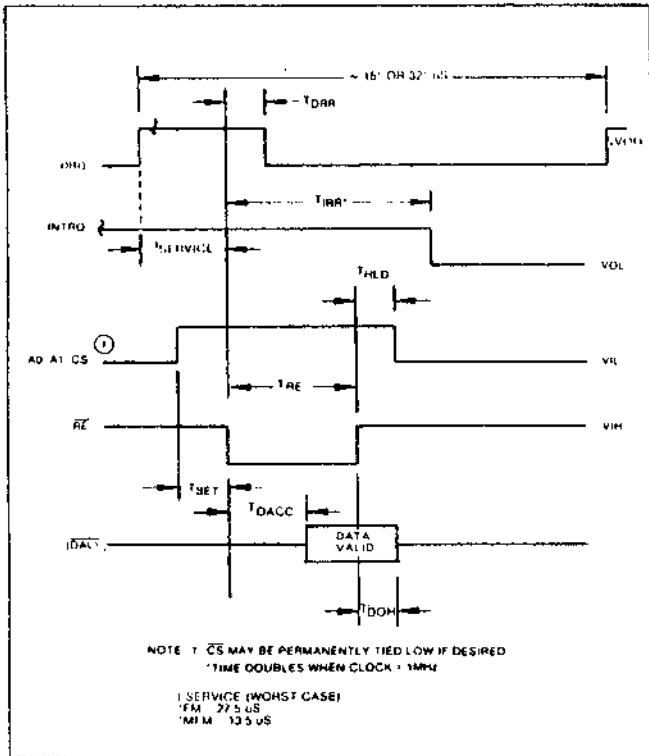 ~ 16* OR 32* uS
TDRR
DRQ
VOH
TIRR*
INTRQ
tSERVICE
VOL
THLD
A0 A1 CS 1
VIL
TRE
RE
VIH
TSET
TDACC
(DAL)
DATA
VALID
TDOH
NOTE 1 CS MAY BE PERMANENTLY TIED LOW IF DESIRED
*TIME DOUBLES WHEN CLOCK = 1MHz
t SERVICE (WORST CASE)
*FM 27.5 uS
*MFM 13.5 uS